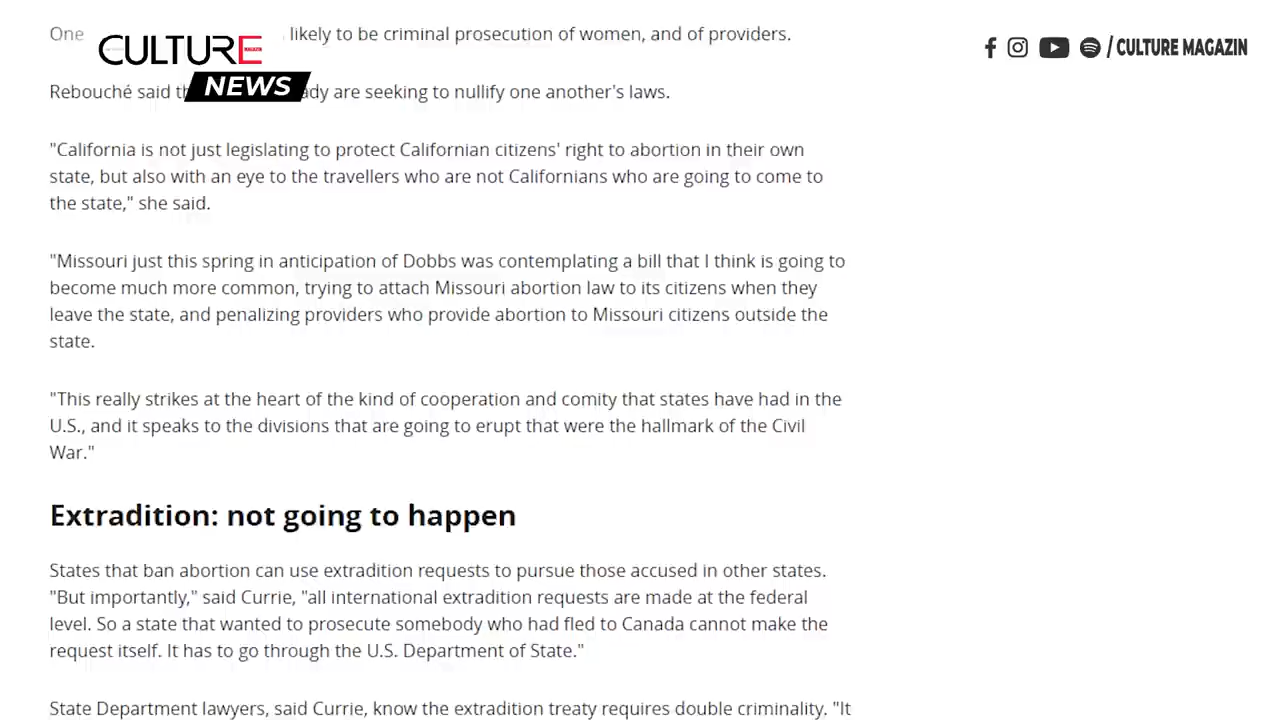 One likely to be criminal prosecution of women, and of providers.
CULTURE
MAGAZIN
NEWS
/ CULTURE MAGAZIN
Rebouché said are seeking to nullify one another's laws.
"California is not just legislating to protect Californian citizens' right to abortion in their own
state, but also with an eye to the travellers who are not Californians who are going to come to
the state," she said.
"Missouri just this spring in anticipation of Dobbs was contemplating a bill that I think is going to
become much more common, trying to attach Missouri abortion law to its citizens when they
leave the state, and penalizing providers who provide abortion to Missouri citizens outside the
state.
"This really strikes at the heart of the kind of cooperation and comity that states have had in the
U.S., and it speaks to the divisions that are going to erupt that were the hallmark of the Civil
War."
Extradition: not going to happen
States that ban abortion can use extradition requests to pursue those accused in other states.
"But importantly," said Currie, "all international extradition requests are made at the federal
level. So a state that wanted to prosecute somebody who had fled to Canada cannot make the
request itself. It has to go through the U.S. Department of State."
State Department lawyers, said Currie, know the extradition treaty requires double criminality. "It